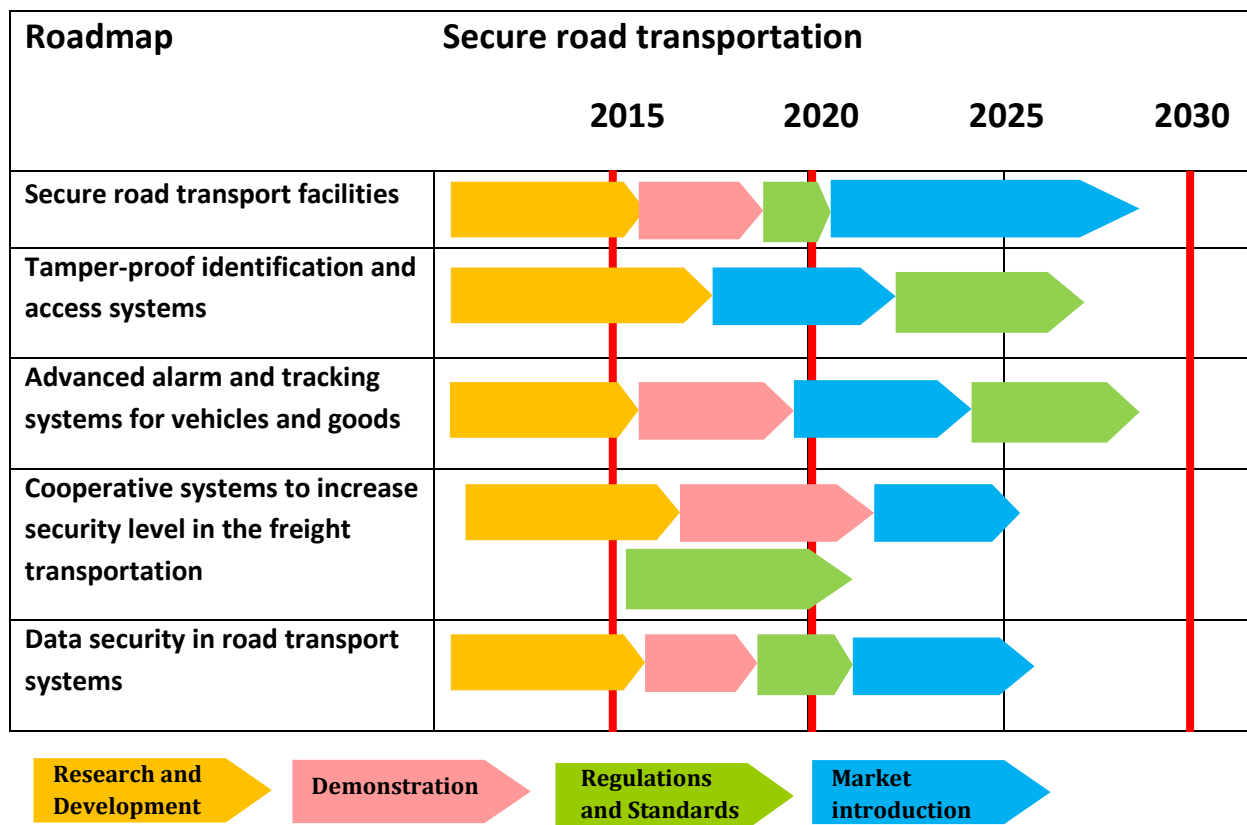 Roadmap
Secure road transportation
2015 2020 2025 2030
Secure road transport facilities
Tamper-proof identification and
access systems
Advanced alarm and tracking
systems for vehicles and goods
Cooperative systems to increase
security level in the freight
transportation
Data security in road transport
systems
Research and
Development
Demonstration
Regulations
and Standards
Market
introduction